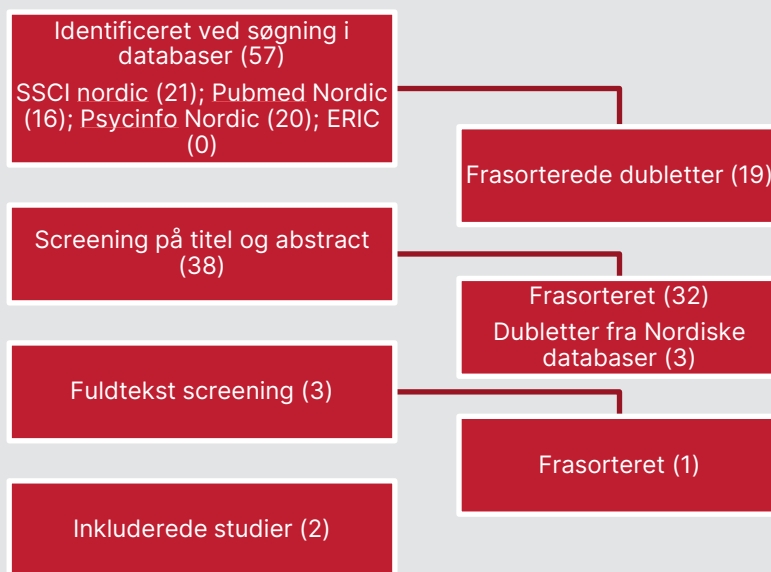 Identificeret ved søgning i
databaser (57)
SSCI nordic (21); Pubmed Nordic
(16); Psycinfo Nordic (20); ERIC
(0)
Frasorterede dubletter (19)
Screening på titel og abstract
(38)
Frasorteret (32)
Dubletter fra Nordiske
databaser (3)
Fuldtekst screening (3)
Frasorteret (1)
Inkluderede studier (2)